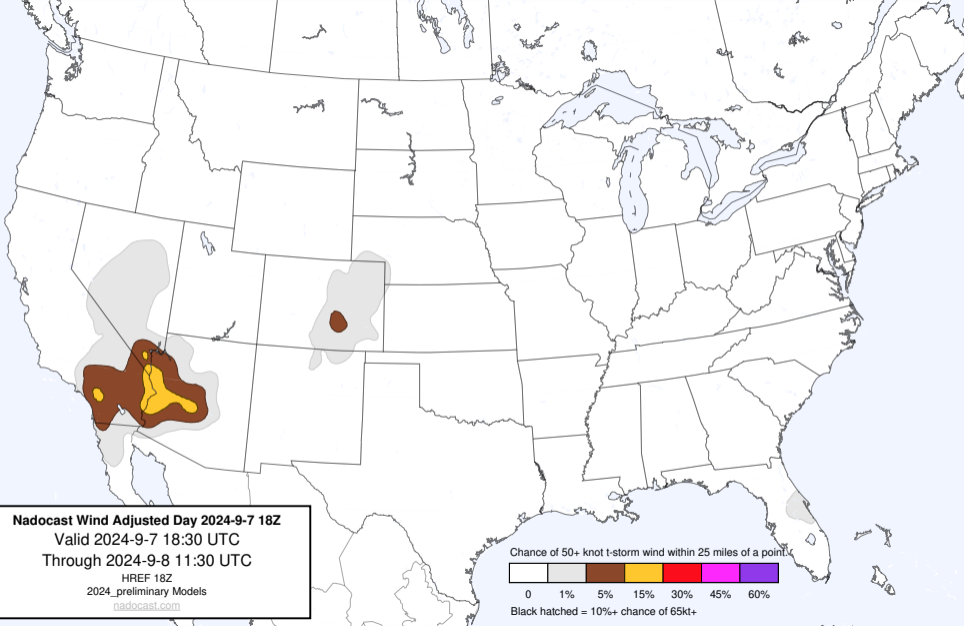 Nadocast Wind Adjusted Day 2024-9-7 18Z
Valid 2024-9-7 18:30 UTC
Through 2024-9-8 11:30 UTC
HREF 18Z
2024_preliminary Models
nadocast.com
Chance of 50+ knot t-storm wind within 25 miles of a point.
0 1% 5% 15% 30% 45% 60%
Black hatched = 10%+ chance of 65kt+